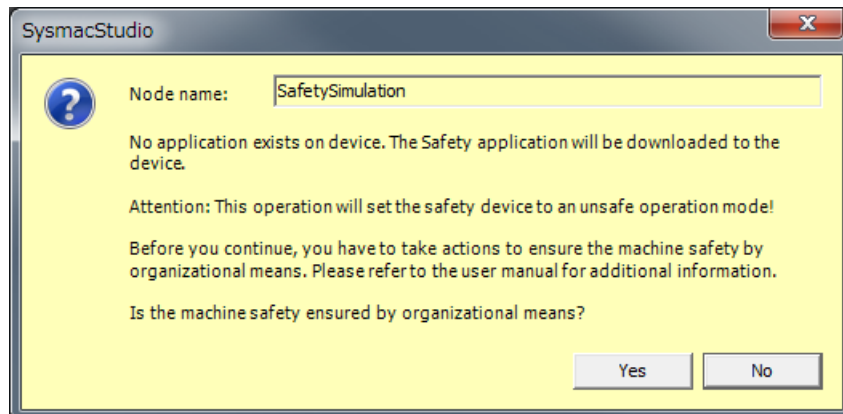 SysmacStudio
Node name: SafetySimulation
No application exists on device. The Safety application will be downloaded to the
device.
Attention: This operation will set the safety device to an unsafe operation mode!
Before you continue, you have to take actions to ensure the machine safety by
organizational means. Please refer to the user manual for additional information.
Is the machine safety ensured by organizational means?
Yes No